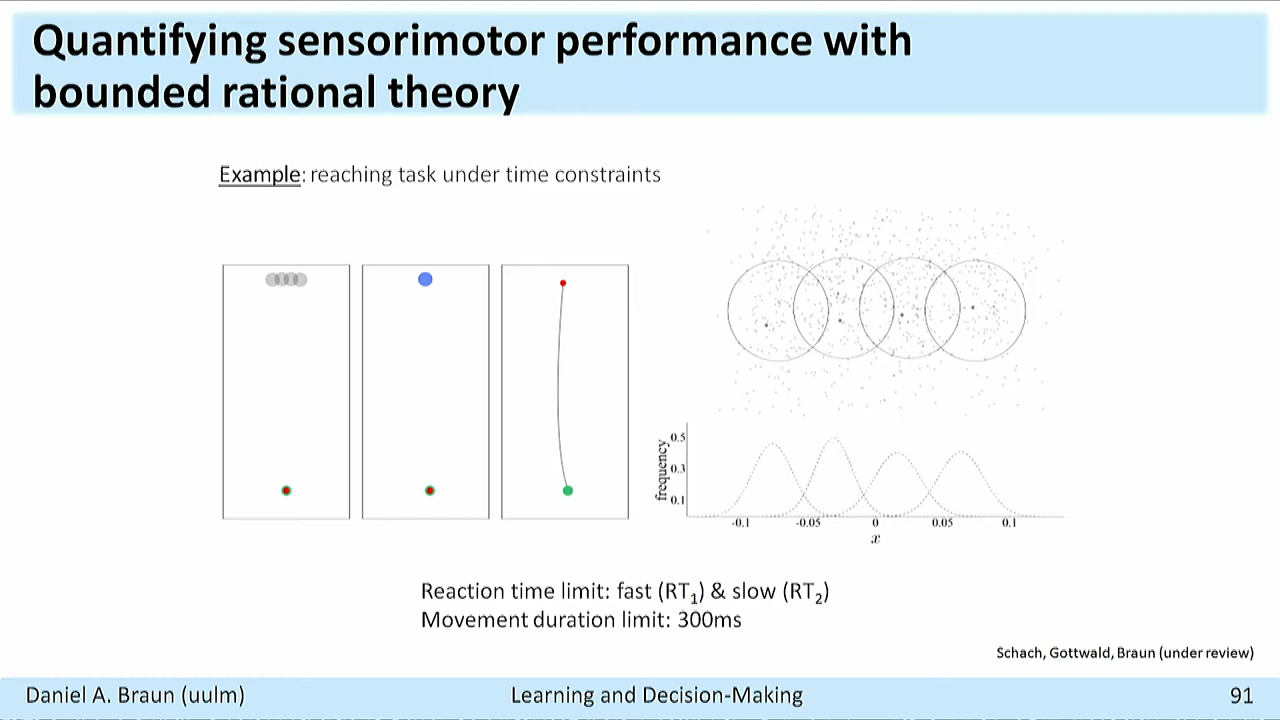 Quantifying sensorimotor performance with
bounded rational theory
Example: reaching task under time constraints
frequency
0.5
0.3
0.1
-0.1 -0.05 0 0.05 0.1
x
Reaction time limit: fast (RT1) & slow (RT2)
Movement duration limit: 300ms
Schach, Gottwald, Braun (under review)
Daniel A. Braun (uulm) Learning and Decision-Making 91